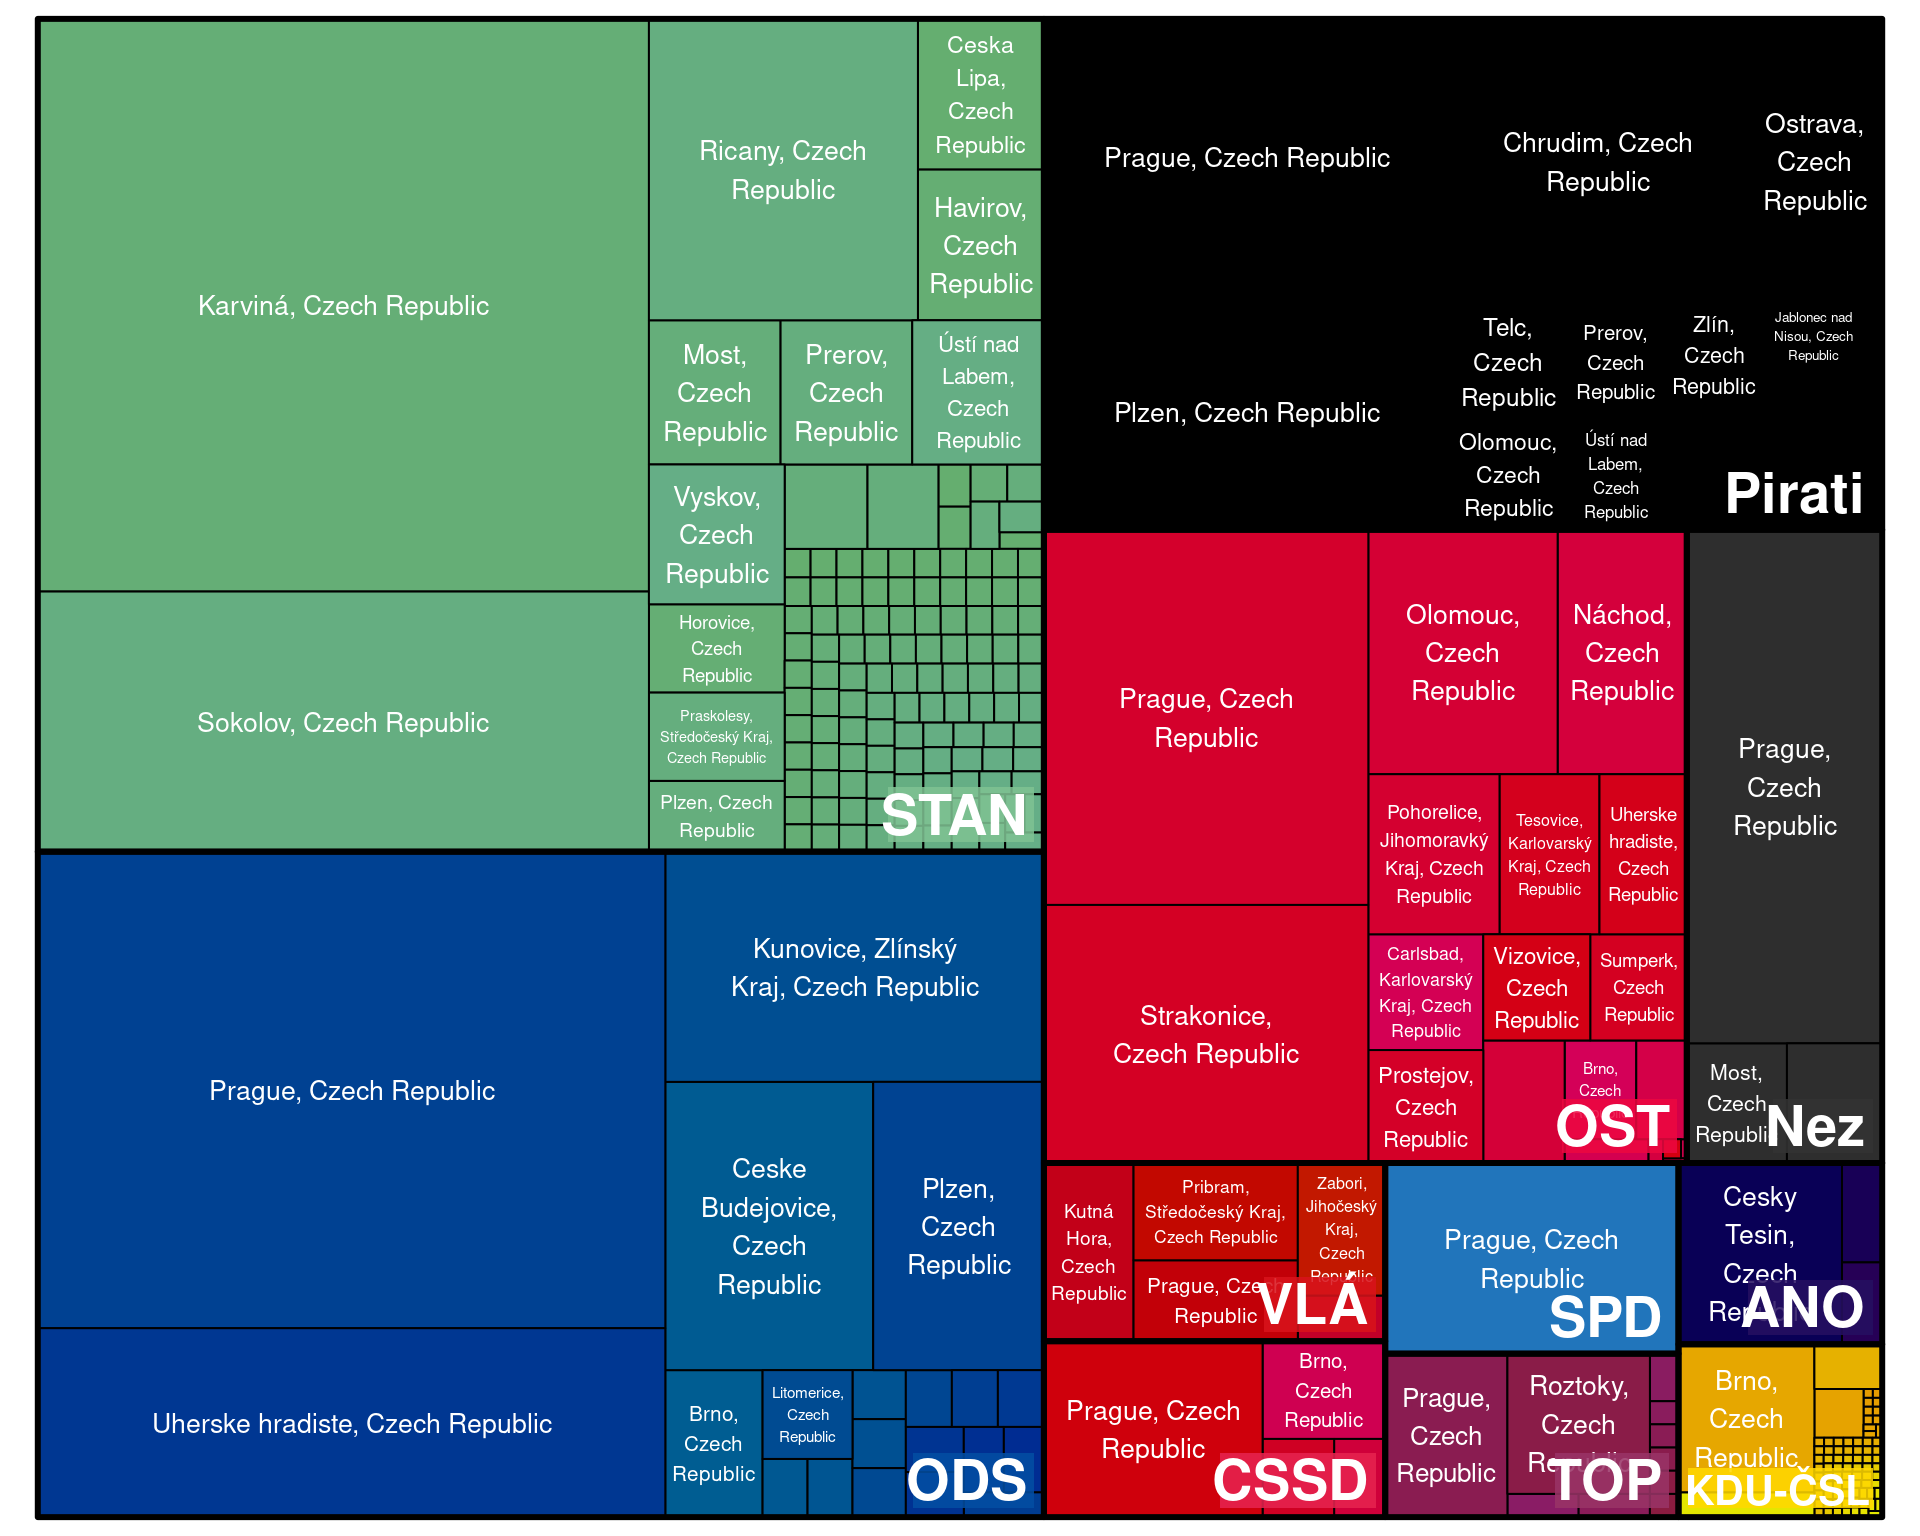 Karviná, Czech Republic
Sokolov, Czech Republic
Ricany, Czech
Republic
Ceska
Lipa,
Czech
Republic
Havirov,
Czech
Republic
Most,
Czech
Republic
Prerov,
Czech
Republic
Ústí nad
Labem,
Czech
Republic
Vyskov,
Czech
Republic
Horovice,
Czech
Republic
Praskolesy,
Středočeský Kraj,
Czech Republic
Plzen, Czech
Republic
STAN
Prague, Czech Republic
Uherske hradiste, Czech Republic
Kunovice, Zlínský
Kraj, Czech Republic
Ceske
Budejovice,
Czech
Republic
Plzen,
Czech
Republic
Brno,
Czech
Republic
Litomerice,
Czech
Republic
ODS
Prague, Czech Republic
Plzen, Czech Republic
Chrudim, Czech
Republic
Ostrava,
Czech
Republic
Telc,
Czech
Republic
Prerov,
Czech
Republic
Zlín,
Czech
Republic
Jablonec nad
Nisou, Czech
Republic
Olomouc,
Czech
Republic
Ústí nad
Labem,
Czech
Republic
Pirati
Prague, Czech
Republic
Strakonice,
Czech Republic
Olomouc,
Czech
Republic
Náchod,
Czech
Republic
Pohorelice,
Jihomoravký
Kraj, Czech
Republic
Tesovice,
Karlovarský
Kraj, Czech
Republic
Uherske
hradiste,
Czech
Republic
Carlsbad,
Karlovarský
Kraj, Czech
Republic
Vizovice,
Czech
Republic
Sumperk,
Czech
Republic
Prostejov,
Czech
Republic
Brno,
Czech
OST
Prague,
Czech
Republic
Most,
Czech
Republic
Nez
Kutná
Hora,
Czech
Republic
Pribram,
Středočeský Kraj,
Czech Republic
Prague, Czech
Republic
Zabori,
Jihočeský
Kraj,
Czech
Republic
VLÁ
Prague, Czech
Republic
SPD
Cesky
Tesin,
Czech
Republic
ANO
Prague, Czech
Republic
Brno,
Czech
Republic
CSSD
Prague,
Czech
Republic
Roztoky,
Czech
Republic
TOP
Brno,
Czech
Republic
KDU-ČSL